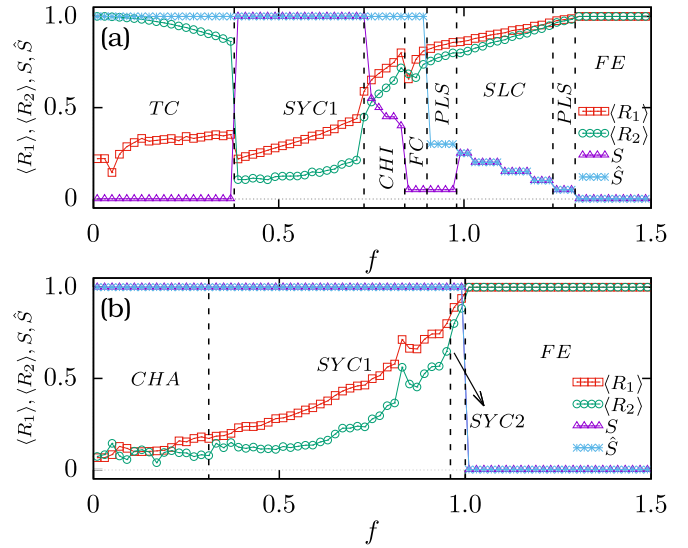 (a)
1.0
0.5
0
⟨R₁⟩, ⟨R₂⟩, S, Ŝ
TC
SYC1
CHI
FC
PLS
SLC
PLS
FE
⟨R₁⟩
⟨R₂⟩
S
Ŝ
0 0.5 1.0 1.5
f
(b)
1.0
0.5
0
⟨R₁⟩, ⟨R₂⟩, S, Ŝ
CHA
SYC1
SYC2
FE
⟨R₁⟩
⟨R₂⟩
S
Ŝ
0 0.5 1.0 1.5
f